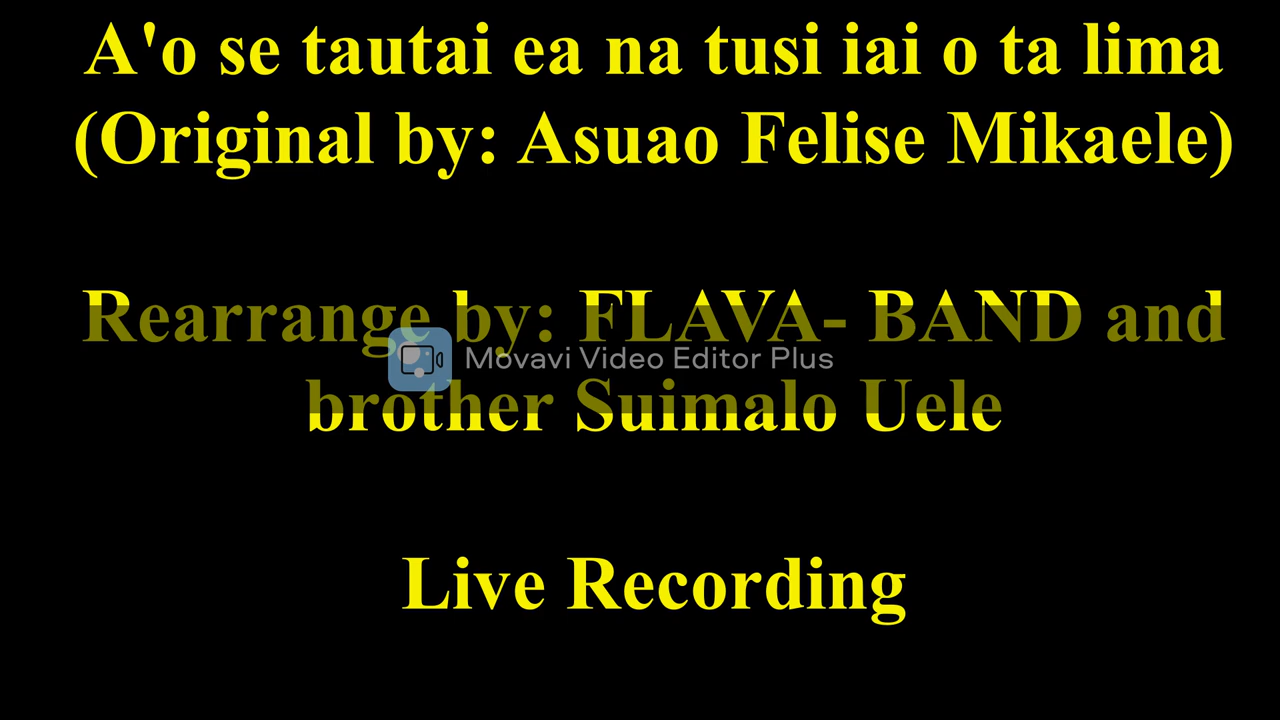 A'o se tautai ea na tusi iai o ta lima
(Original by: Asuao Felise Mikaele)
Rearrange by: FLAVA- BAND and
Movavi Video Editor Plus
brother Suimalo Uele
Live Recording